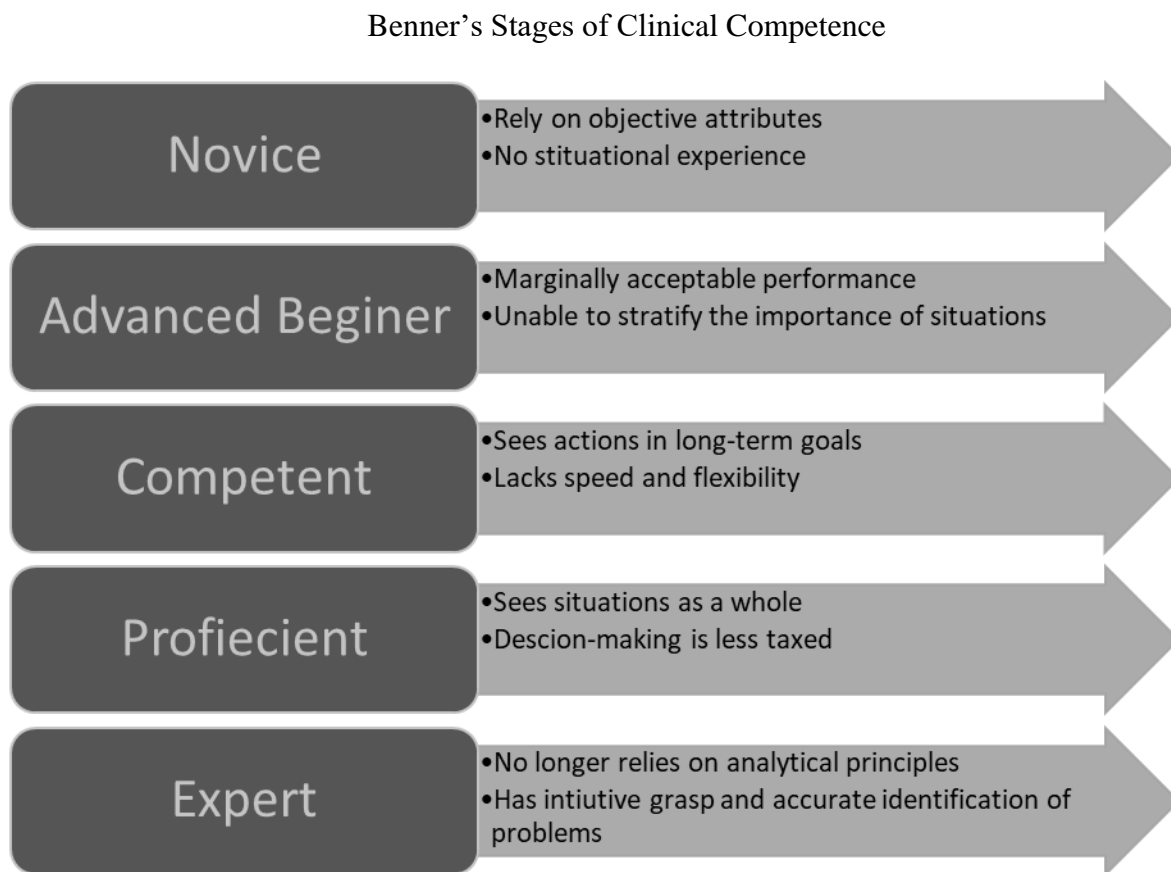 Benner’s Stages of Clinical Competence
Novice
•Rely on objective attributes
•No stituational experience
Advanced Beginer
•Marginally acceptable performance
•Unable to stratify the importance of situations
Competent
•Sees actions in long-term goals
•Lacks speed and flexibility
Profiecient
•Sees situations as a whole
•Descion-making is less taxed
Expert
•No longer relies on analytical principles
•Has intiutive grasp and accurate identification of
problems